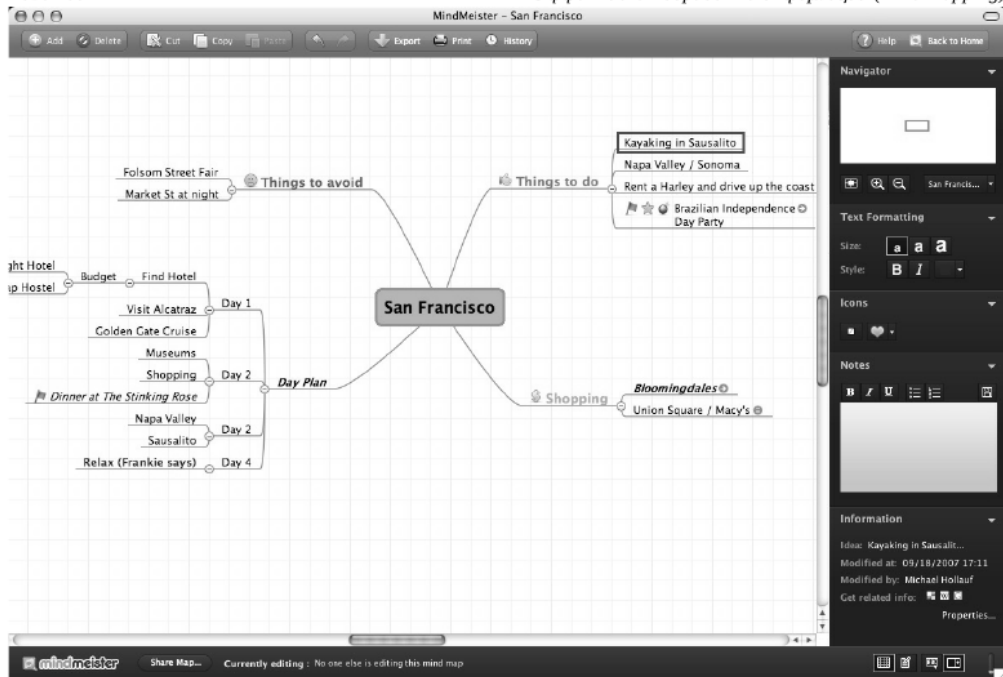 MindMeister – San Francisco
Add Delete Cut Copy Paste Export Print History Help Back to Home
Navigator
San Francis...
Text Formatting
Size: a a a
Style: B I
Icons
Notes
B I U
Information
Idea: Kayaking in Sausalit...
Modified at: 09/18/2007 17:11
Modified by: Michael Hollauf
Get related info:
Properties...
San Francisco
Things to avoid
Folsom Street Fair
Market St at night
Things to do
Kayaking in Sausalito
Napa Valley / Sonoma
Rent a Harley and drive up the coast
Brazilian Independence
Day Party
Day Plan
Day 1
Find Hotel
Budget
ght Hotel
ap Hostel
Visit Alcatraz
Golden Gate Cruise
Day 2
Museums
Shopping
Dinner at The Stinking Rose
Day 2
Napa Valley
Sausalito
Day 4
Relax (Frankie says)
Shopping
Bloomingdales
Union Square / Macy's
mindmeister Share Map... Currently editing : No one else is editing this mind map